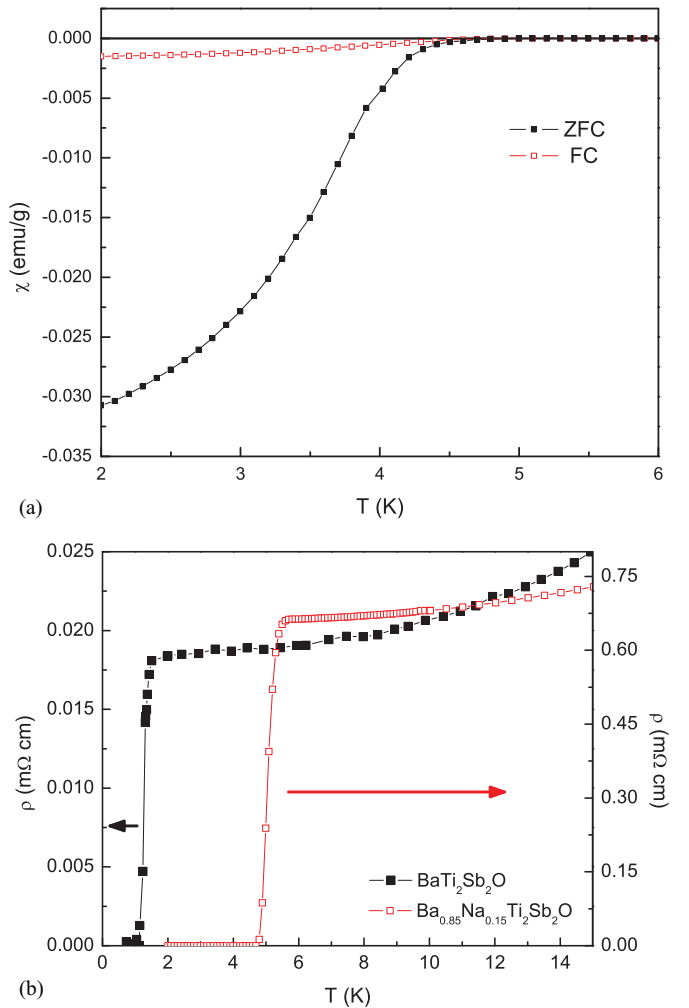 0.000
-0.005
-0.010
-0.015
-0.020
-0.025
-0.030
-0.035
χ (emu/g)
ZFC
FC
2 3 4 5 6
T (K)
(a)
0.025
0.020
0.015
0.010
0.005
0.000
ρ (mΩ cm)
0.75
0.60
0.45
0.30
0.15
0.00
ρ (mΩ cm)
BaTi₂Sb₂O
Ba₀.₈₅Na₀.₁₅Ti₂Sb₂O
0 2 4 6 8 10 12 14
T (K)
(b)